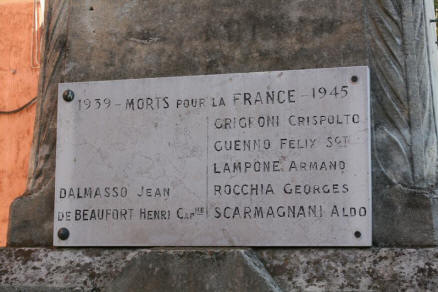 1939 - MORTS POUR LA FRANCE - 1945
DALMASSO JEAN
DE BEAUFORT HENRI CAPNE
GRIGRONI CRISPOLTO
GUENNO FELIX SGT
LAMPONE ARMAND
ROCCHIA GEORGES
SCARMAGNANI ALDO